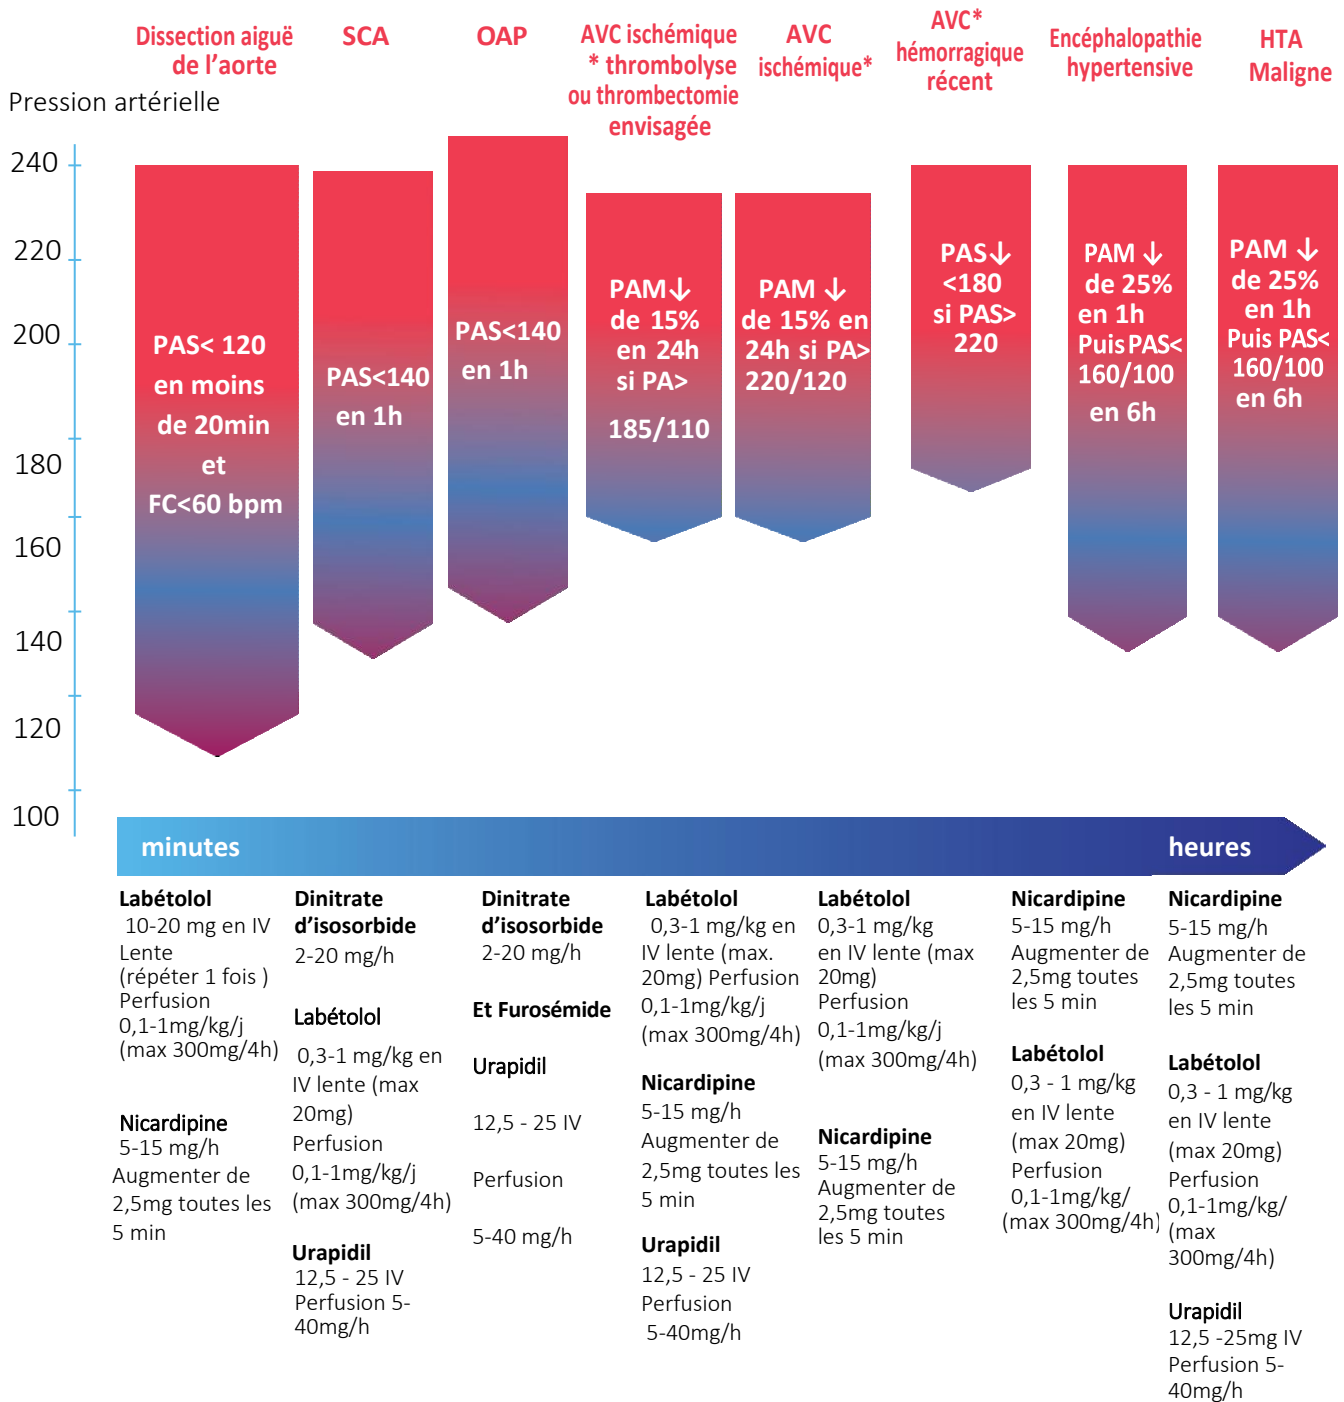 Dissection aiguë
de l'aorte
SCA
OAP
AVC ischémique
* thrombolyse
ou thrombectomie
envisagée
AVC
ischémique*
AVC*
hémorragique
récent
Encéphalopathie
hypertensive
HTA
Maligne
Pression artérielle
240
220
200
180
160
140
120
100
PAS< 120
en moins
de 20min
et
FC<60 bpm
PAS<140
en 1h
PAS<140
en 1h
PAM↓
de 15%
en 24h
si PA>
185/110
PAM ↓
de 15% en
24h si PA>
220/120
PAS↓
<180
si PAS>
220
PAM ↓
de 25%
en 1h
Puis PAS<
160/100
en 6h
PAM ↓
de 25%
en 1h
Puis PAS<
160/100
en 6h
minutes
heures
Labétolol
10-20 mg en IV
Lente
(répéter 1 fois )
Perfusion
0,1-1mg/kg/j
(max 300mg/4h)
Nicardipine
5-15 mg/h
Augmenter de
2,5mg toutes les
5 min
Dinitrate
d'isosorbide
2-20 mg/h
Labétolol
0,3-1 mg/kg en
IV lente (max
20mg)
Perfusion
0,1-1mg/kg/j
(max 300mg/4h)
Urapidil
12,5 - 25 IV
Perfusion 5-
40mg/h
Dinitrate
d'isosorbide
2-20 mg/h
Et Furosémide
Urapidil
12,5 - 25 IV
Perfusion
5-40 mg/h
Labétolol
0,3-1 mg/kg en
IV lente (max.
20mg) Perfusion
0,1-1mg/kg/j
(max 300mg/4h)
Nicardipine
5-15 mg/h
Augmenter de
2,5mg toutes les
5 min
Urapidil
12,5 - 25 IV
Perfusion
5-40mg/h
Labétolol
0,3-1 mg/kg
en IV lente (max
20mg)
Perfusion
0,1-1mg/kg/j
(max 300mg/4h)
Nicardipine
5-15 mg/h
Augmenter de
2,5mg toutes
les 5 min
Nicardipine
5-15 mg/h
Augmenter de
2,5mg toutes
les 5 min
Labétolol
0,3 - 1 mg/kg
en IV lente
(max 20mg)
Perfusion
0,1-1mg/kg/
(max 300mg/4h)
Nicardipine
5-15 mg/h
Augmenter de
2,5mg toutes
les 5 min
Labétolol
0,3 - 1 mg/kg
en IV lente
(max 20mg)
Perfusion
0,1-1mg/kg/
(max
300mg/4h)
Urapidil
12,5 -25mg IV
Perfusion 5-
40mg/h